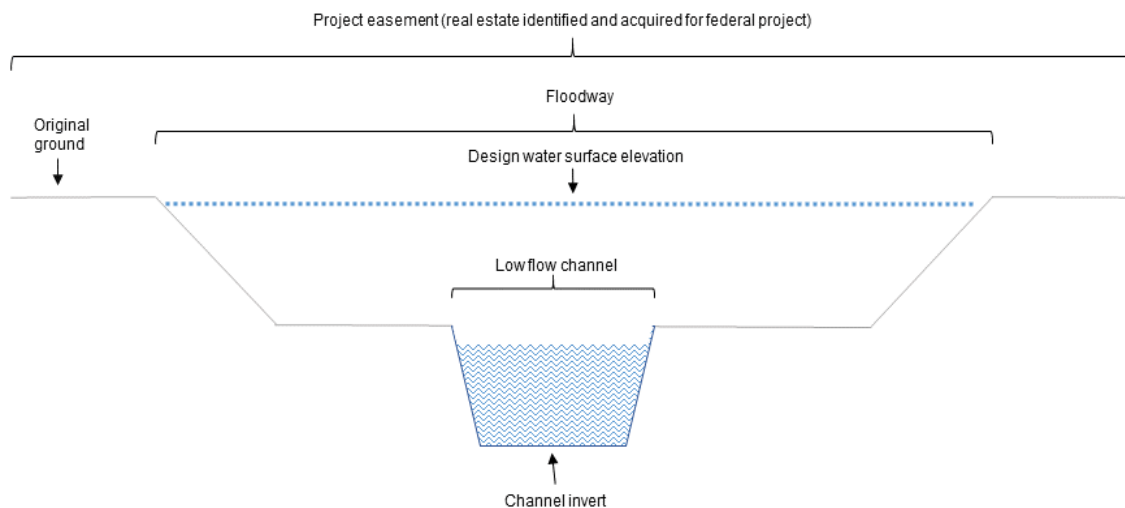 Project easement (real estate identified and acquired for federal project)
Floodway
Original
ground
Design water surface elevation
Low flow channel
Channel invert